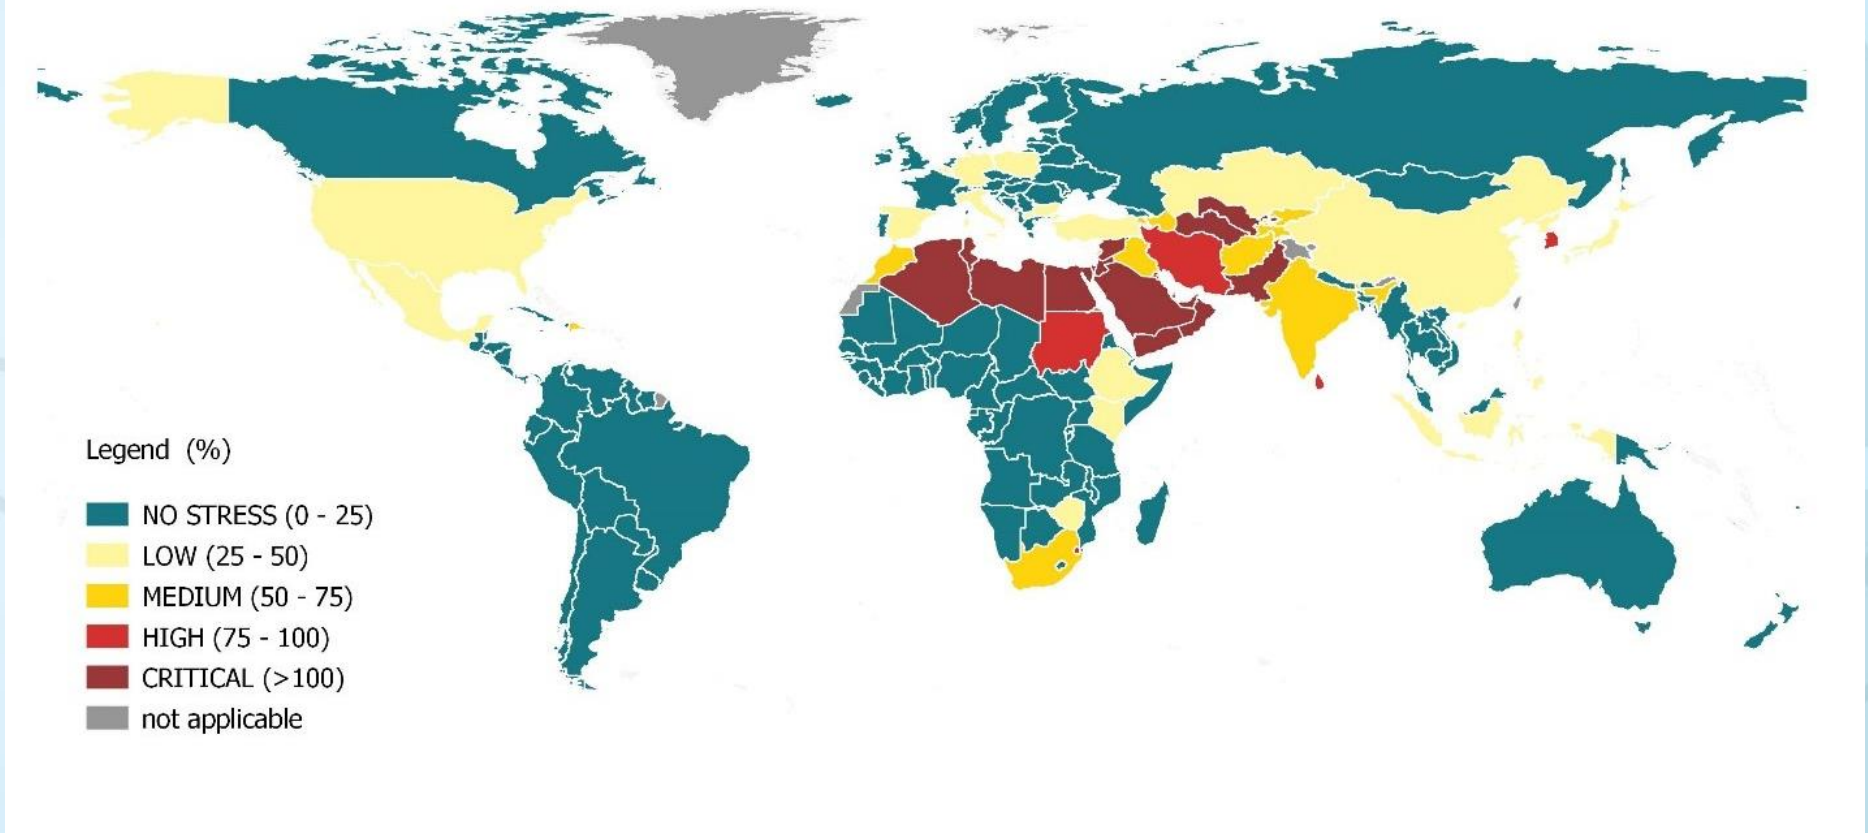 Legend (%)
NO STRESS (0 - 25)
LOW (25 - 50)
MEDIUM (50 - 75)
HIGH (75 - 100)
CRITICAL (>100)
not applicable